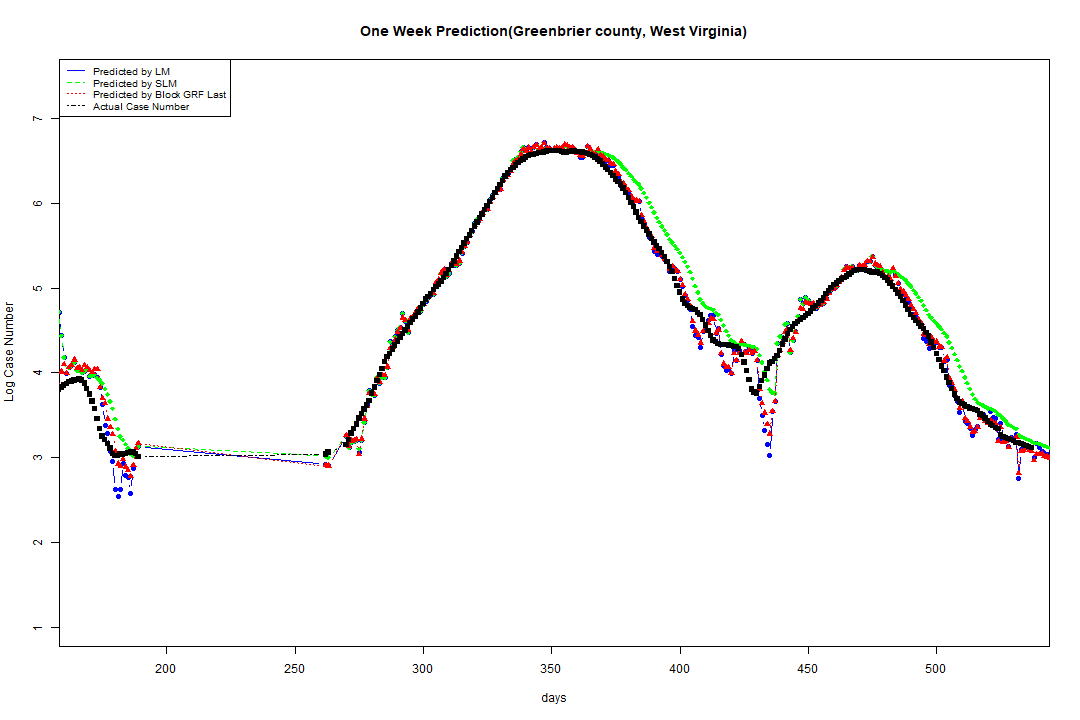 One Week Prediction(Greenbrier county, West Virginia)
Predicted by LM
Predicted by SLM
Predicted by Block GRF Last
Actual Case Number
7
6
5
4
3
2
1
Log Case Number
200 250 300 350 400 450 500
days